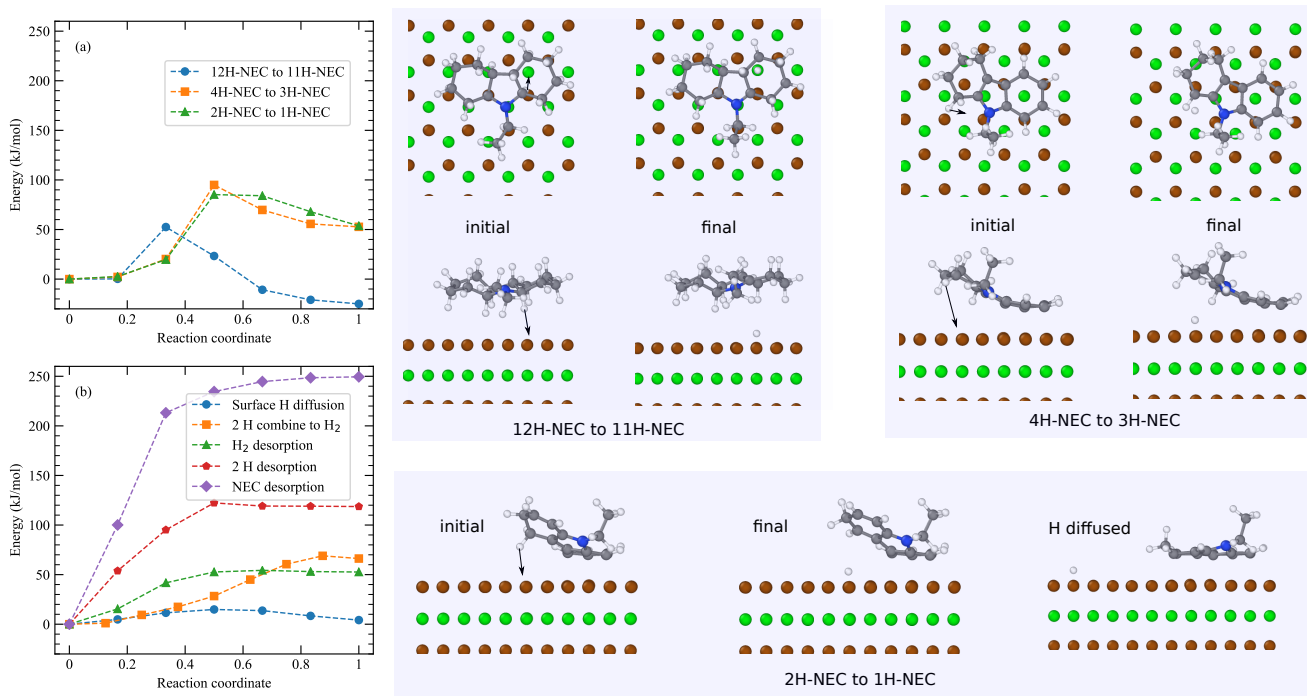 (a)
Energy (kJ/mol)
250
200
150
100
50
0
12H-NEC to 11H-NEC
4H-NEC to 3H-NEC
2H-NEC to 1H-NEC
0
0.2
0.4
0.6
0.8
1
Reaction coordinate
(b)
Energy (kJ/mol)
250
200
150
100
50
0
Surface H diffusion
2 H combine to H₂
H₂ desorption
2 H desorption
NEC desorption
0
0.2
0.4
0.6
0.8
1
Reaction coordinate
initial
final
12H-NEC to 11H-NEC
initial
final
4H-NEC to 3H-NEC
initial
final
H diffused
2H-NEC to 1H-NEC